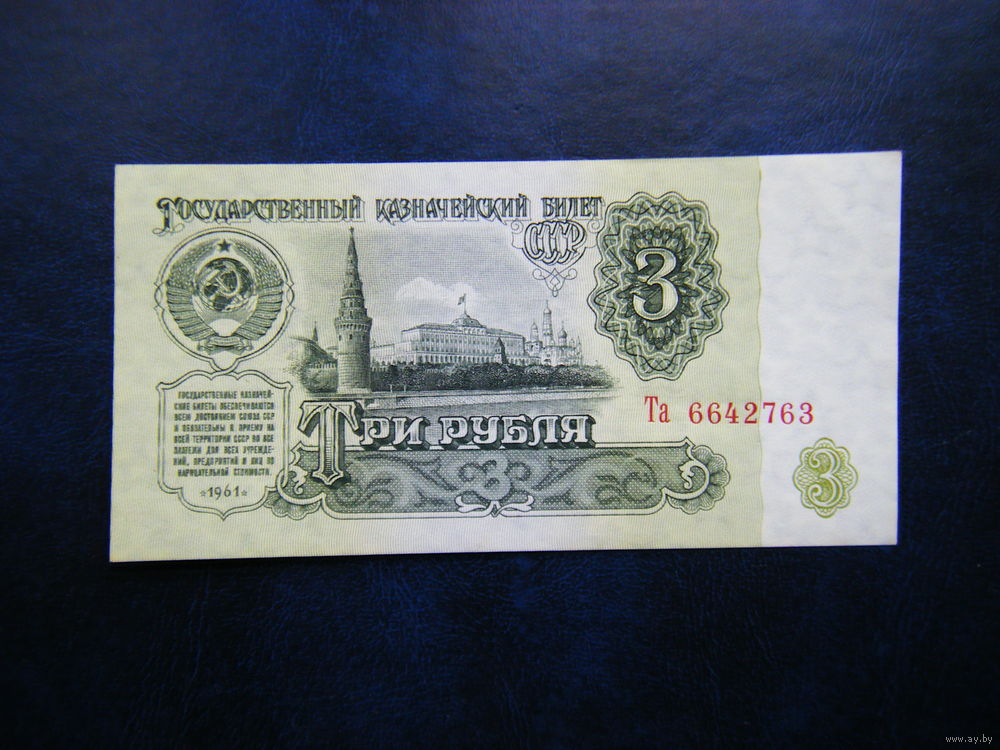 ГОСУДАРСТВЕННЫЙ КАЗНАЧЕЙСКИЙ БИЛЕТ
СССР
3
ГОСУДАРСТВЕННЫЕ КАЗНАЧЕЙ-
СКИЕ БИЛЕТЫ ОБЕСПЕЧИВАЮТСЯ
ВСЕМ ДОСТОЯНИЕМ СОЮЗА ССР
И ОБЯЗАТЕЛЬНЫ К ПРИЕМУ НА
ВСЕЙ ТЕРРИТОРИИ СССР ВО ВСЕ
ПЛАТЕЖИ ДЛЯ ВСЕХ УЧРЕЖДЕ-
НИЙ, ПРЕДПРИЯТИЙ И ЛИЦ ПО
НАРИЦАТЕЛЬНОЙ СТОИМОСТИ.
1961
Та 6642763
ТРИ РУБЛЯ
3
3
www.ay.by